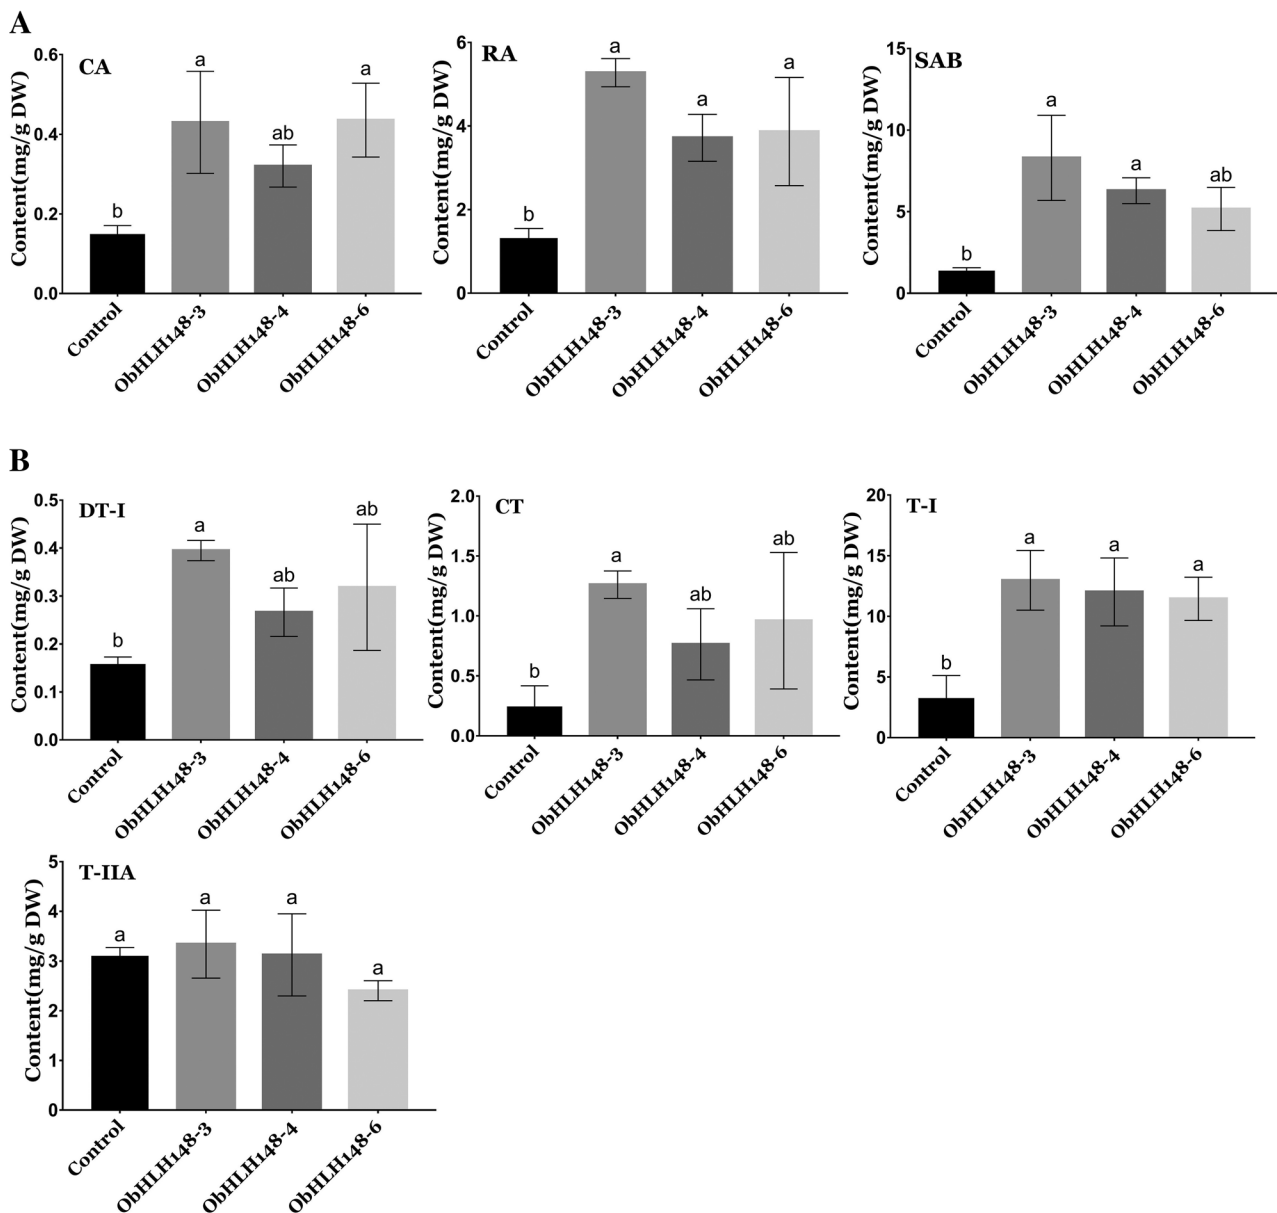 A
CA
Content(mg/g DW)
0.6
0.4
0.2
0.0
b
a
ab
a
Control
ObHLH148-3
ObHLH148-4
ObHLH148-6
RA
Content(mg/g DW)
6
4
2
0
b
a
a
a
Control
ObHLH148-3
ObHLH148-4
ObHLH148-6
SAB
Content(mg/g DW)
15
10
5
0
b
a
a
ab
Control
ObHLH148-3
ObHLH148-4
ObHLH148-6
B
DT-I
Content(mg/g DW)
0.5
0.4
0.3
0.2
0.1
0.0
b
a
ab
ab
Control
ObHLH148-3
ObHLH148-4
ObHLH148-6
CT
Content(mg/g DW)
2.0
1.5
1.0
0.5
0.0
b
a
ab
ab
Control
ObHLH148-3
ObHLH148-4
ObHLH148-6
T-I
Content(mg/g DW)
20
15
10
5
0
b
a
a
a
Control
ObHLH148-3
ObHLH148-4
ObHLH148-6
T-IIA
Content(mg/g DW)
5
4
3
2
1
0
a
a
a
a
Control
ObHLH148-3
ObHLH148-4
ObHLH148-6